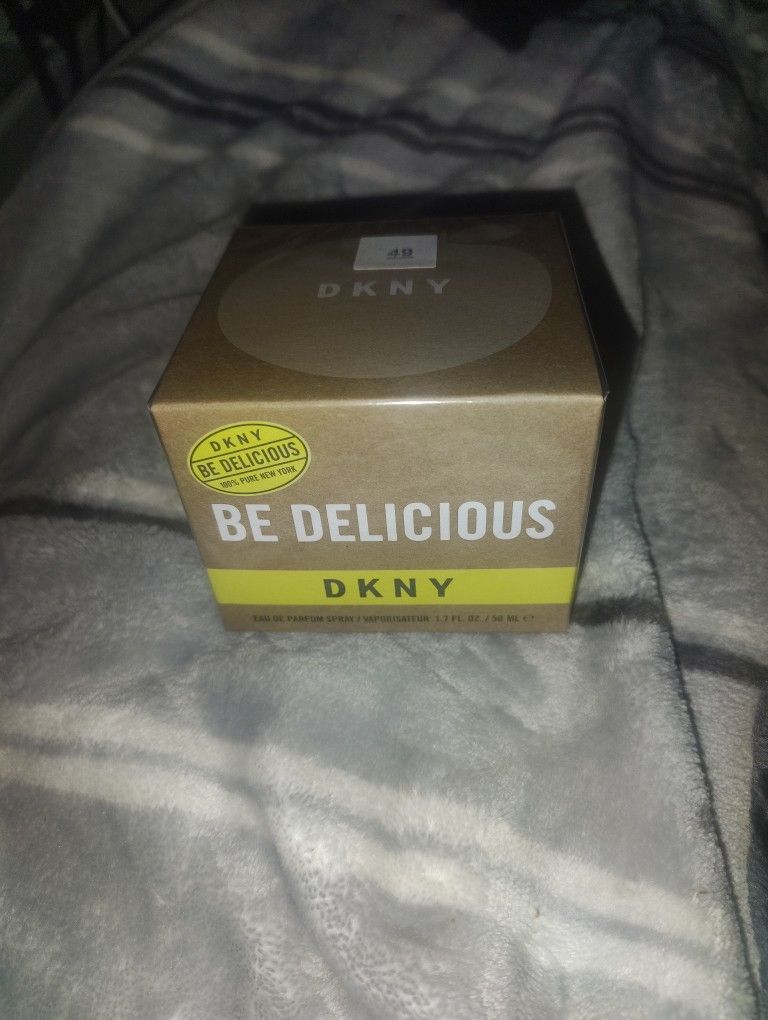 49
DKNY
DKNY
BE DELICIOUS
100% PURE NEW YORK
BE DELICIOUS
DKNY
EAU DE PARFUM SPRAY / VAPORISATEUR 1.7 FL. OZ. / 50 ML ℮